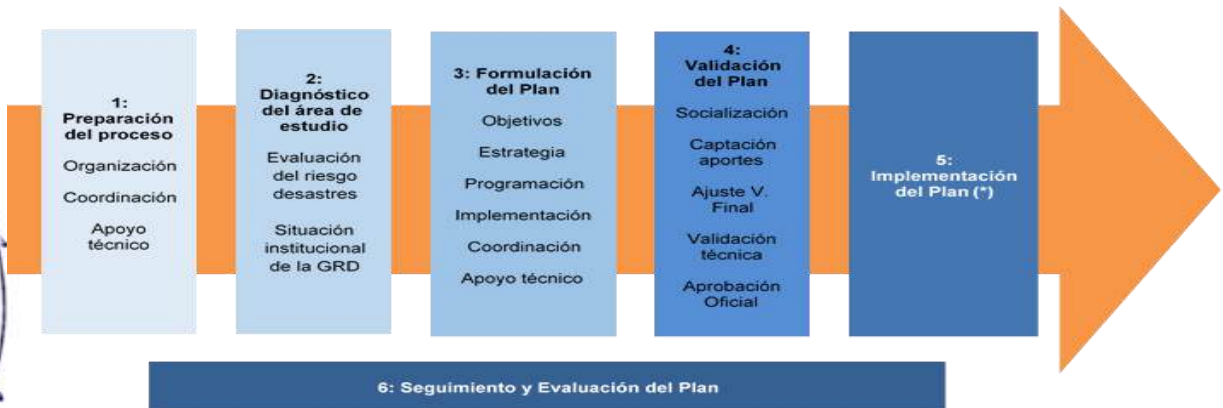 1:
Preparación
del proceso
Organización
Coordinación
Apoyo
técnico
2:
Diagnóstico
del área de
estudio
Evaluación
del riesgo
desastres
Situación
institucional
de la GRD
3: Formulación
del Plan
Objetivos
Estrategia
Programación
Implementación
Coordinación
Apoyo técnico
4:
Validación
del Plan
Socialización
Captación
aportes
Ajuste V.
Final
Validación
técnica
Aprobación
Oficial
5:
Implementación
del Plan (*)
6: Seguimiento y Evaluación del Plan